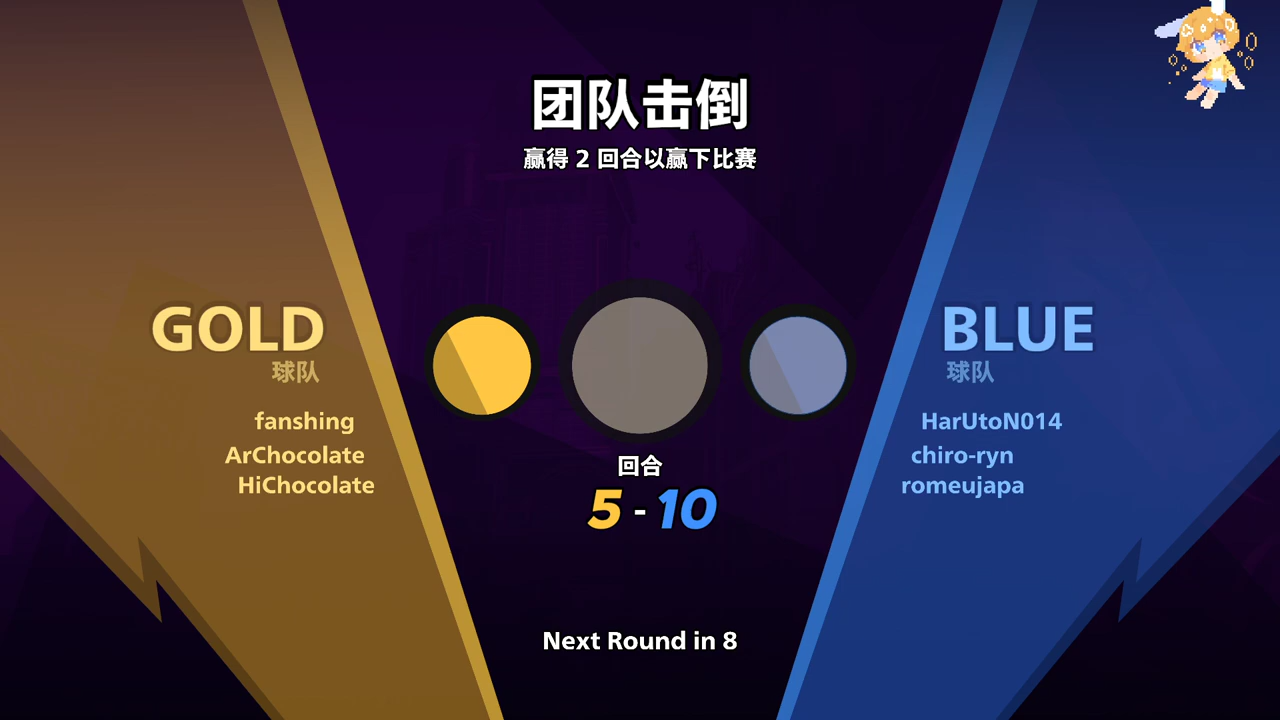 团队击倒
赢得 2 回合以赢下比赛
GOLD
球队
fanshing
ArChocolate
HiChocolate
BLUE
球队
HarUtoN014
chiro-ryn
romeujapa
回合
5 - 10
Next Round in 8